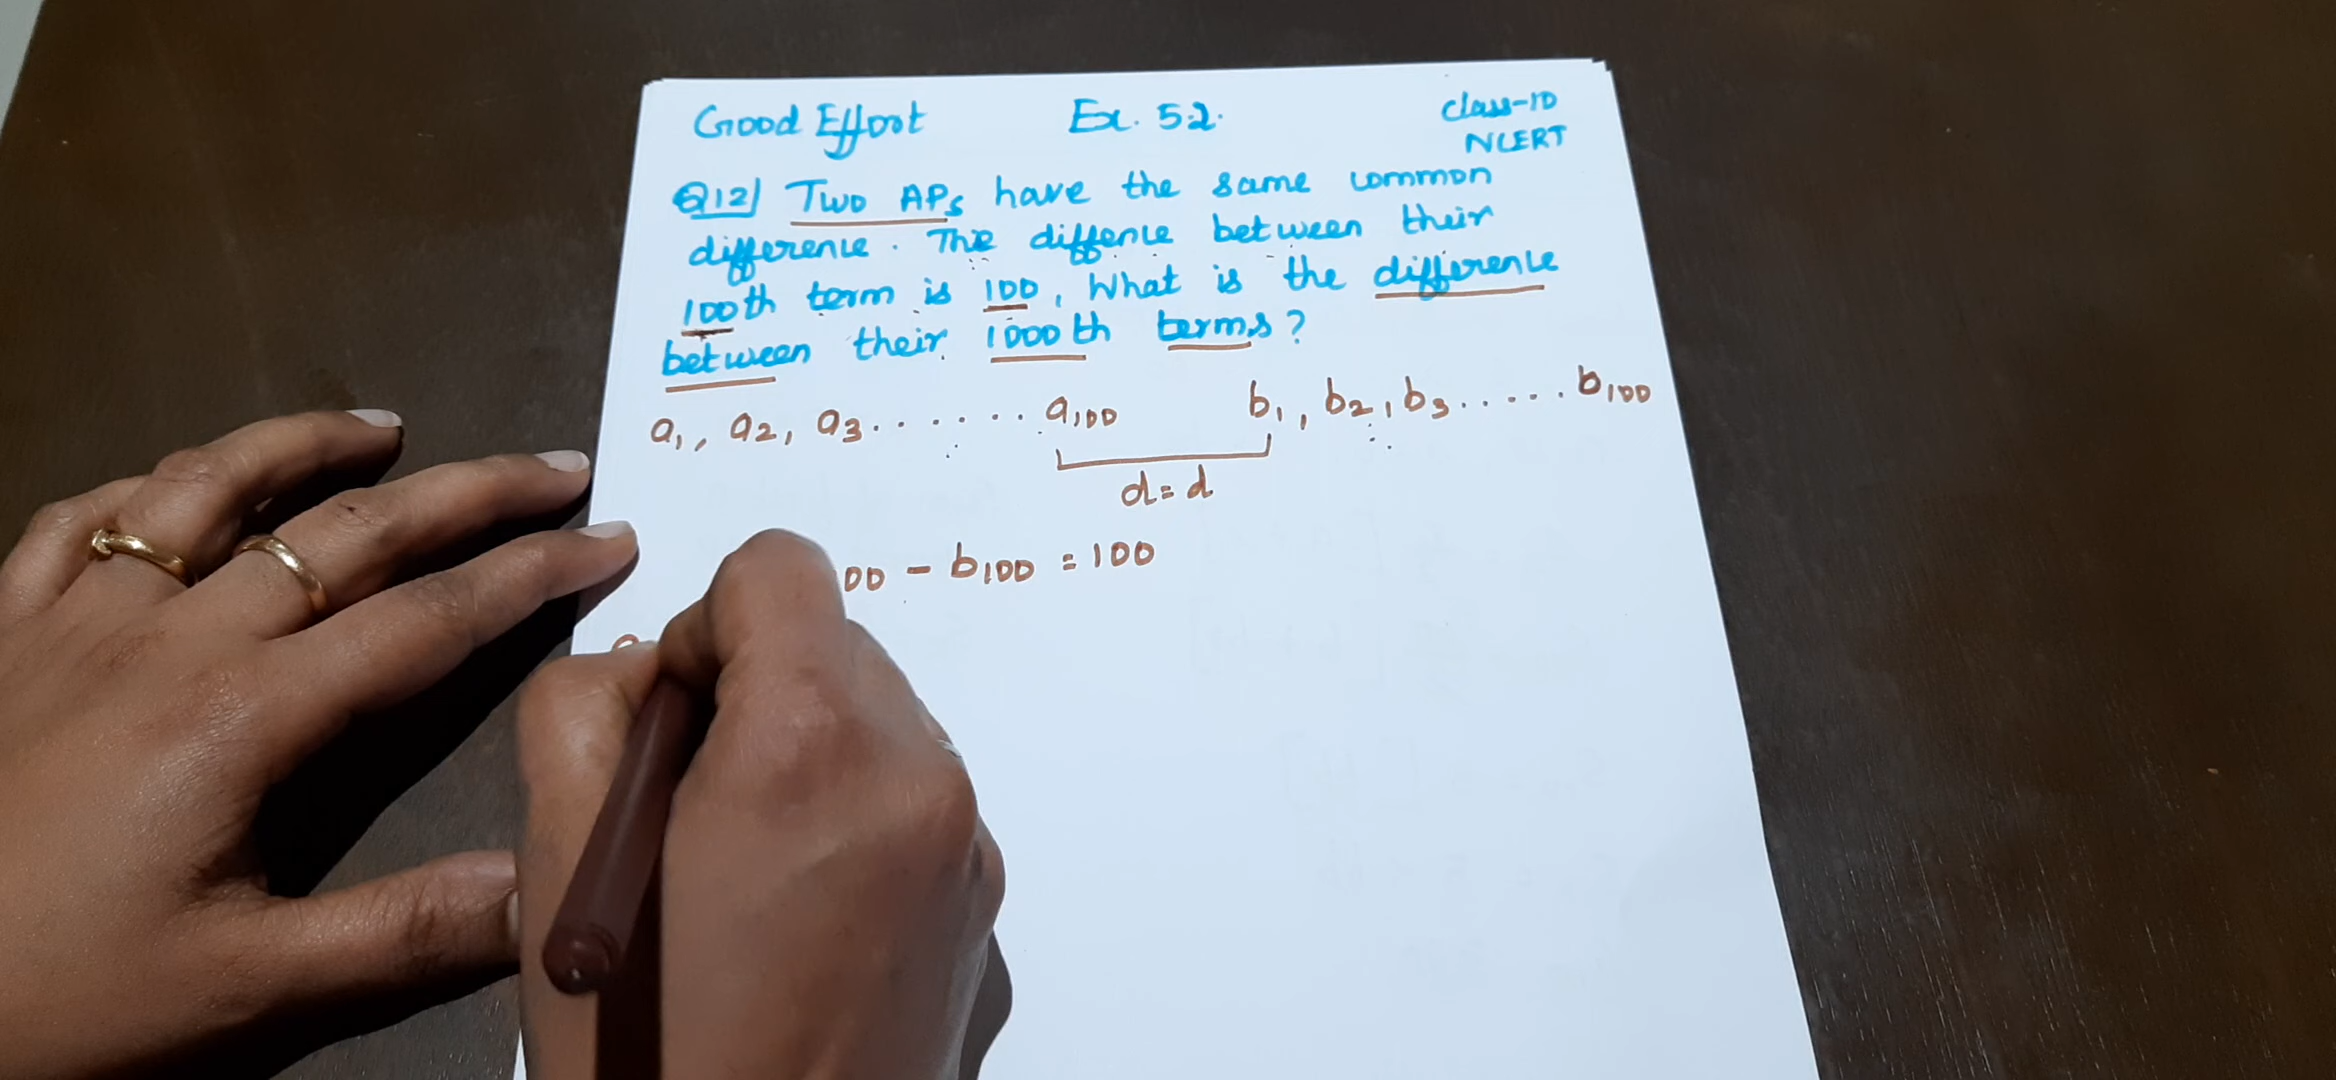 Good Effort Ex. 5.2. Class-10
NCERT
Q12) Two APs have the same common
difference. The diffence between their
100th term is 100, What is the difference
between their 1000th terms?
a1, a2, a3....... a100 b1, b2, b3..... b100
d=d
00 - b100 = 100